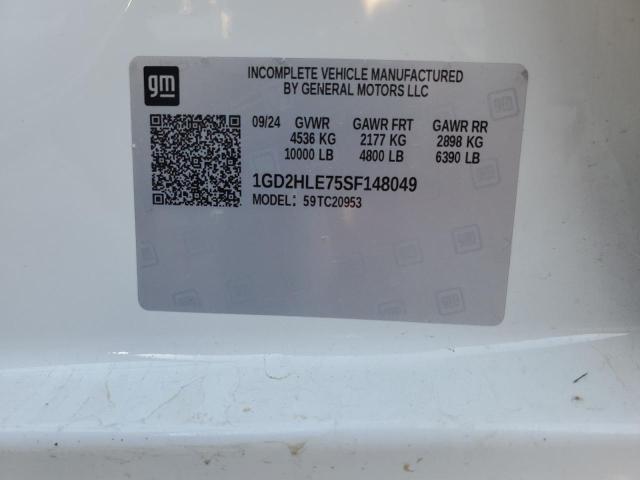 gm
INCOMPLETE VEHICLE MANUFACTURED
BY GENERAL MOTORS LLC
09/24 GVWR GAWR FRT GAWR RR
4536 KG 2177 KG 2898 KG
10000 LB 4800 LB 6390 LB
1GD2HLE75SF148049
MODEL: 59TC20953